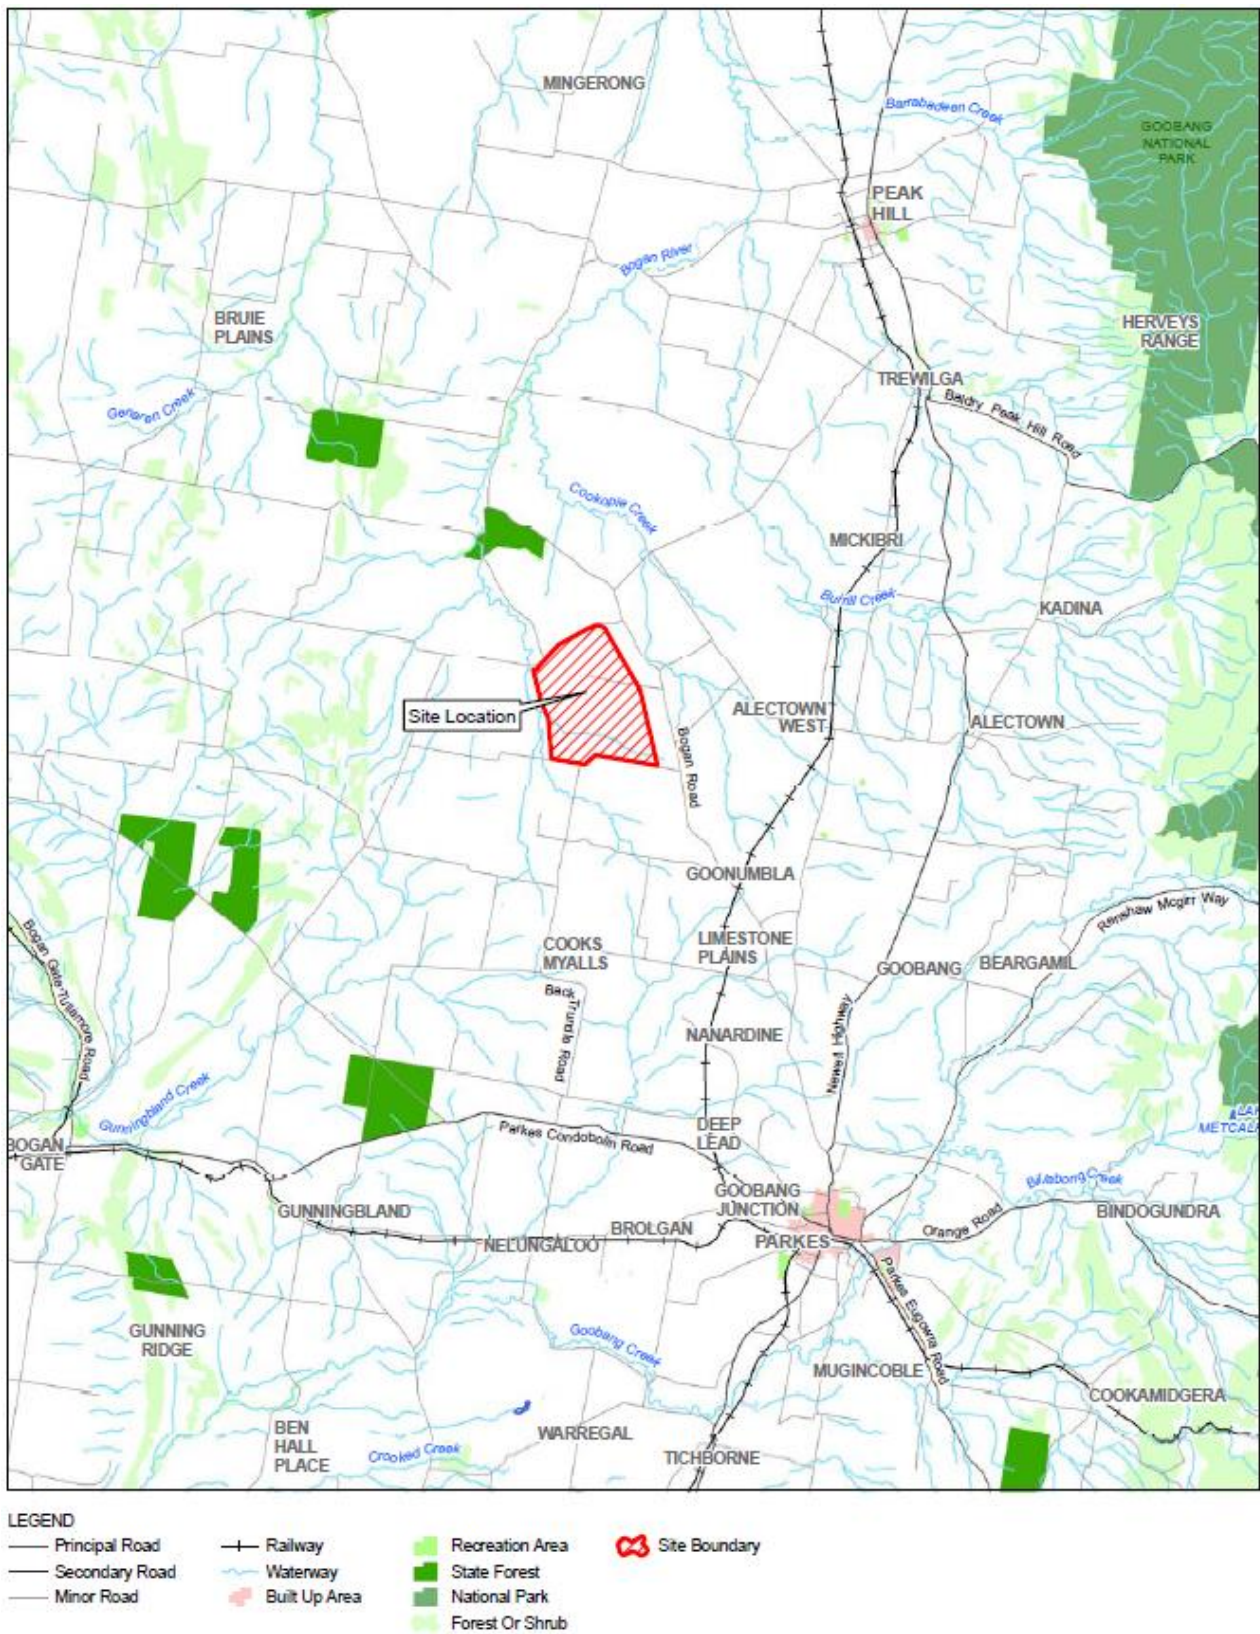 MINGERONG
Barrabadeen Creek
GOOBANG
NATIONAL
PARK
PEAK
HILL
Bogan River
BRUIE
PLAINS
HERVEYS
RANGE
TREWILGA
Baldry Peak Hill Road
Genaren Creek
Cookopie Creek
MICKIBRI
Burrill Creek
KADINA
Site Location
ALECTOWN
WEST
ALECTOWN
Bogan Road
GOONUMBLA
Renshaw Mcgirr Way
Bogan Gate-Tullamore Road
COOKS
MYALLS
LIMESTONE
PLAINS
GOOBANG
BEARGAMIL
Back Trundle Road
Newell Highway
NANARDINE
Gunningbland Creek
LAK
METCALF
DEEP
LEAD
Parkes Condobolin Road
BOGAN
GATE
Billabong Creek
GOOBANG
JUNCTION
GUNNINGBLAND
BROLGAN
Orange Road
BINDOGUNDRA
NELUNGALOO
PARKES
Parkes Eugowra Road
GUNNING
RIDGE
Goobang Creek
MUGINCOBLE
COOKAMIDGERA
BEN
HALL
PLACE
WARREGAL
Crooked Creek
TICHBORNE
LEGEND
Principal Road
Secondary Road
Minor Road
Railway
Waterway
Built Up Area
Recreation Area
State Forest
National Park
Forest Or Shrub
Site Boundary